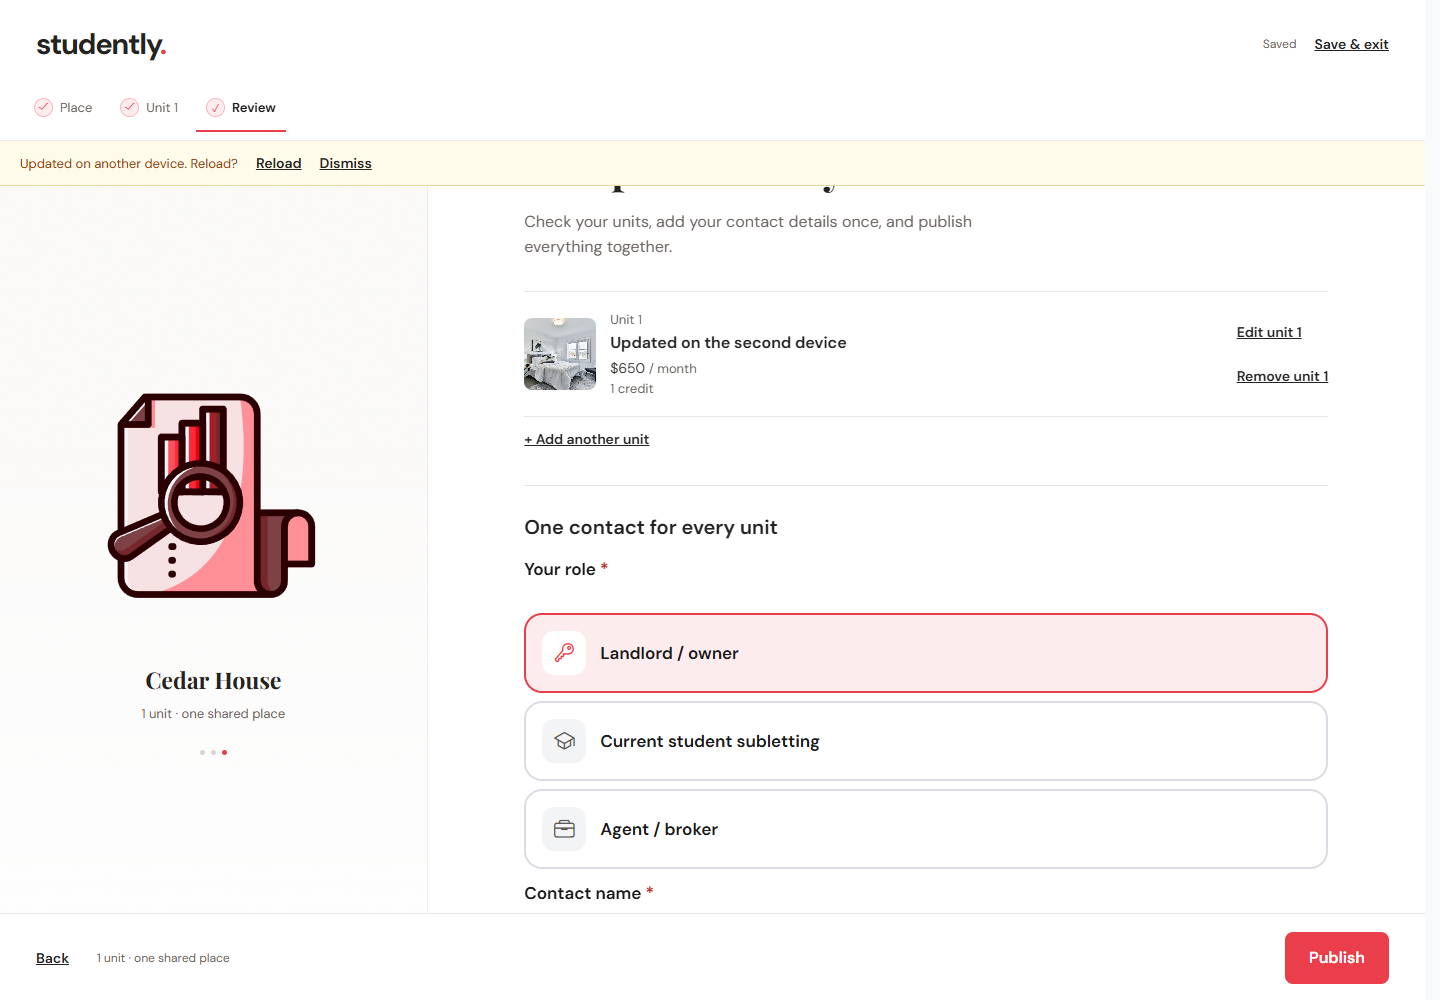 studently.
Saved
Save & exit
Place
Unit 1
Review
Updated on another device. Reload?
Reload
Dismiss
Check your units, add your contact details once, and publish
everything together.
Unit 1
Updated on the second device
$650 / month
1 credit
Edit unit 1
Remove unit 1
+ Add another unit
One contact for every unit
Your role *
Landlord / owner
Current student subletting
Agent / broker
Contact name *
Cedar House
1 unit · one shared place
Back
1 unit · one shared place
Publish